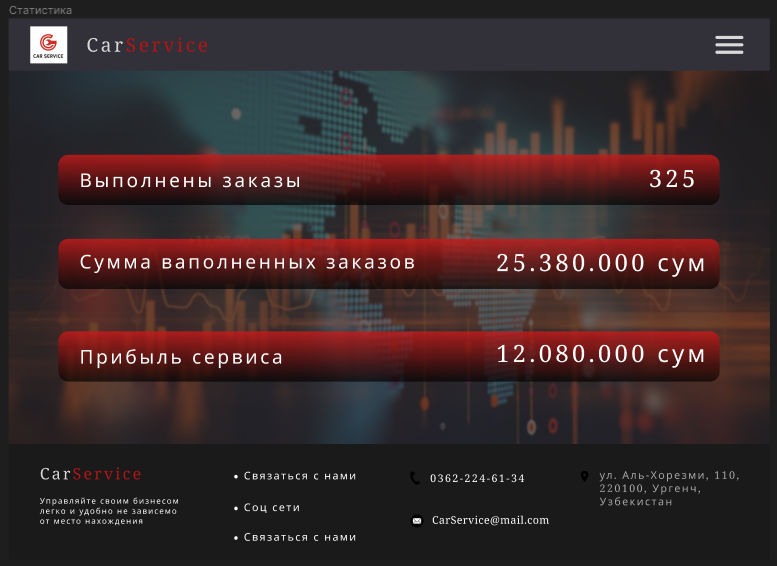 Статистика
CAR SERVICE
CarService
Выполнены заказы
325
Сумма ваполненных заказов
25.380.000 сум
Прибыль сервиса
12.080.000 сум
CarService
Управляйте своим бизнесом
легко и удобно не зависемо
от место нахождения
• Связаться с нами
• Соц сети
• Связаться с нами
0362-224-61-34
CarService@mail.com
ул. Аль-Хорезми, 110,
220100, Ургенч,
Узбекистан